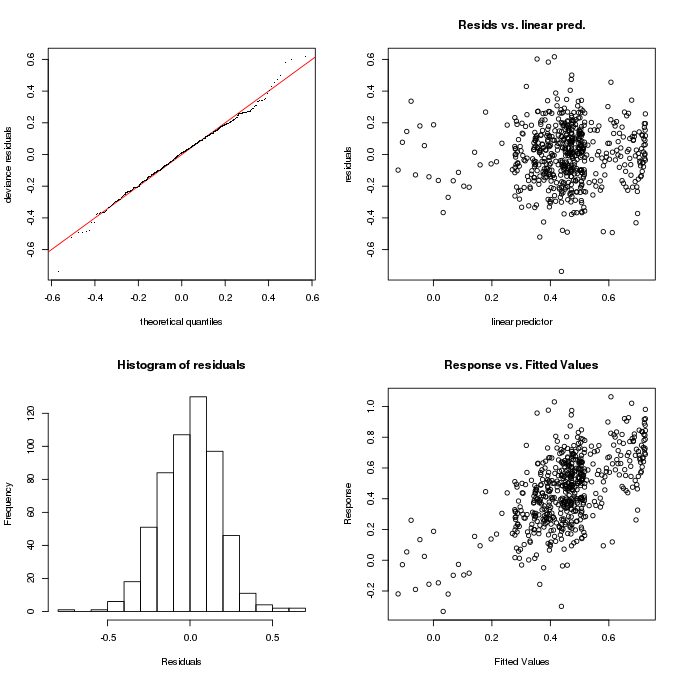 Resids vs. linear pred.
deviance residuals
0.6
0.4
0.2
0.0
-0.2
-0.4
-0.6
-0.6 -0.4 -0.2 0.0 0.2 0.4 0.6
theoretical quantiles
residuals
0.6
0.4
0.2
0.0
-0.2
-0.4
-0.6
0.0 0.2 0.4 0.6
linear predictor
Histogram of residuals
Frequency
120
100
80
60
40
20
0
-0.5 0.0 0.5
Residuals
Response vs. Fitted Values
Response
1.0
0.8
0.6
0.4
0.2
0.0
-0.2
0.0 0.2 0.4 0.6
Fitted Values